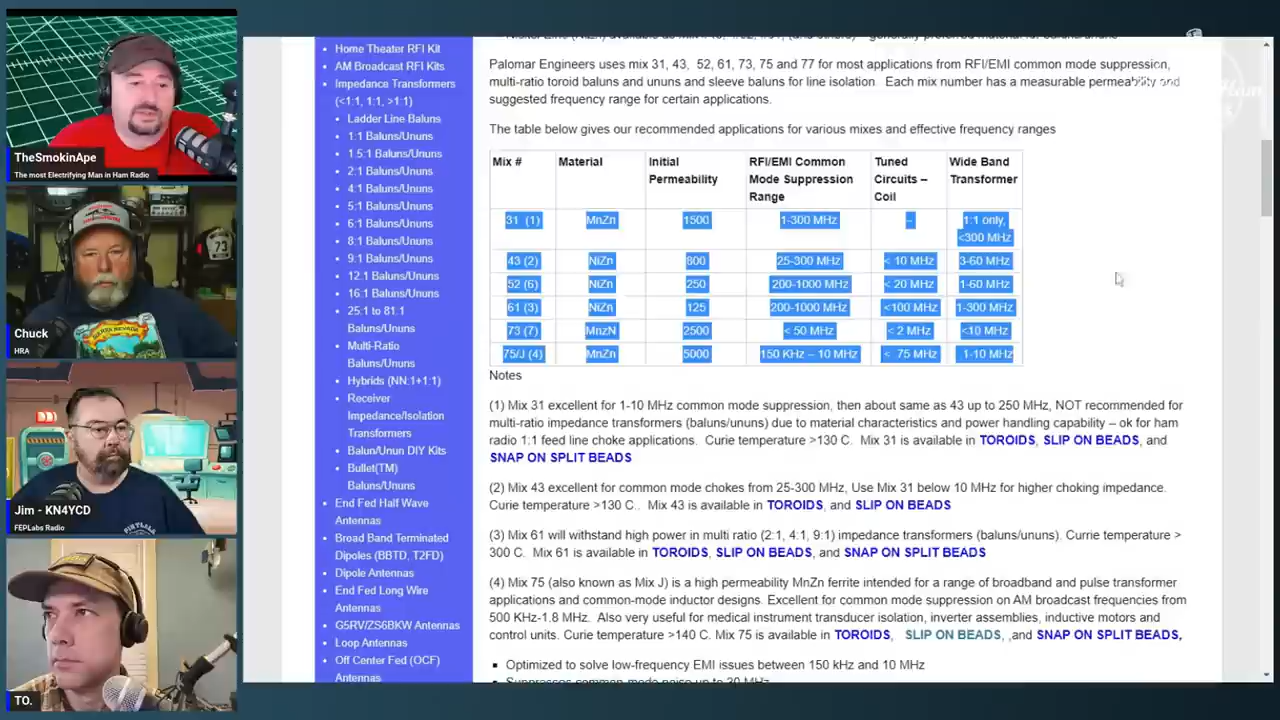 TheSmokinApe
The most Electrifying Man in Ham Radio
73
Chuck
HRA
SIERRA NEVADA
Jim - KN4YCD
FEPLabs Radio
TO.
Home Theater RFI Kit
AM Broadcast RFI Kits
Impedance Transformers
(<1:1, 1:1, >1:1)
Ladder Line Baluns
1:1 Baluns/Ununs
1.5:1 Baluns/Ununs
2:1 Baluns/Ununs
4:1 Baluns/Ununs
5:1 Baluns/Ununs
6:1 Baluns/Ununs
8:1 Baluns/Ununs
9:1 Baluns/Ununs
12:1 Baluns/Ununs
16:1 Baluns/Ununs
25:1 to 81:1
Baluns/Ununs
Multi-Ratio
Baluns/Ununs
Hybrids (NN:1+1:1)
Receiver
Impedance/Isolation
Transformers
Balun/Unun DIY Kits
Bullet(TM)
Baluns/Ununs
End Fed Half Wave
Antennas
Broad Band Terminated
Dipoles (BBTD, T2FD)
Dipole Antennas
End Fed Long Wire
Antennas
G5RV/ZS6BKW Antennas
Loop Antennas
Off Center Fed (OCF)
Antennas
Palomar Engineers uses mix 31, 43, 52, 61, 73, 75 and 77 for most applications from RFI/EMI common mode suppression,
multi-ratio toroid baluns and ununs and sleeve baluns for line isolation. Each mix number has a measurable permeability and
suggested frequency range for certain applications.
The table below gives our recommended applications for various mixes and effective frequency ranges
Mix # Material Initial Permeability RFI/EMI Common Mode Suppression Range Tuned Circuits – Coil Wide Band Transformer
31 (1) MnZn 1500 1-300 MHz – 1:1 only, <300 MHz
43 (2) NiZn 800 25-300 MHz < 10 MHz 3-60 MHz
52 (6) NiZn 250 200-1000 MHz < 20 MHz 1-60 MHz
61 (3) NiZn 125 200-1000 MHz <100 MHz 1-300 MHz
73 (7) MnzN 2500 < 50 MHz < 2 MHz <10 MHz
75/J (4) MnZn 5000 150 KHz – 10 MHz < .75 MHz 1-10 MHz
Notes
(1) Mix 31 excellent for 1-10 MHz common mode suppression, then about same as 43 up to 250 MHz, NOT recommended for
multi-ratio impedance transformers (baluns/ununs) due to material characteristics and power handling capability – ok for ham
radio 1:1 feed line choke applications. Curie temperature >130 C. Mix 31 is available in TOROIDS, SLIP ON BEADS, and
SNAP ON SPLIT BEADS
(2) Mix 43 excellent for common mode chokes from 25-300 MHz, Use Mix 31 below 10 MHz for higher choking impedance.
Curie temperature >130 C.. Mix 43 is available in TOROIDS, and SLIP ON BEADS
(3) Mix 61 will withstand high power in multi ratio (2:1, 4:1, 9:1) impedance transformers (baluns/ununs). Currie temperature >
300 C. Mix 61 is available in TOROIDS, SLIP ON BEADS, and SNAP ON SPLIT BEADS
(4) Mix 75 (also known as Mix J) is a high permeability MnZn ferrite intended for a range of broadband and pulse transformer
applications and common-mode inductor designs. Excellent for common mode suppression on AM broadcast frequencies from
500 KHz-1.8 MHz. Also very useful for medical instrument transducer isolation, inverter assemblies, inductive motors and
control units. Curie temperature >140 C. Mix 75 is available in TOROIDS, SLIP ON BEADS, ,and SNAP ON SPLIT BEADS,
Optimized to solve low-frequency EMI issues between 150 kHz and 10 MHz
Suppresses common-mode noise up to 30 MHz